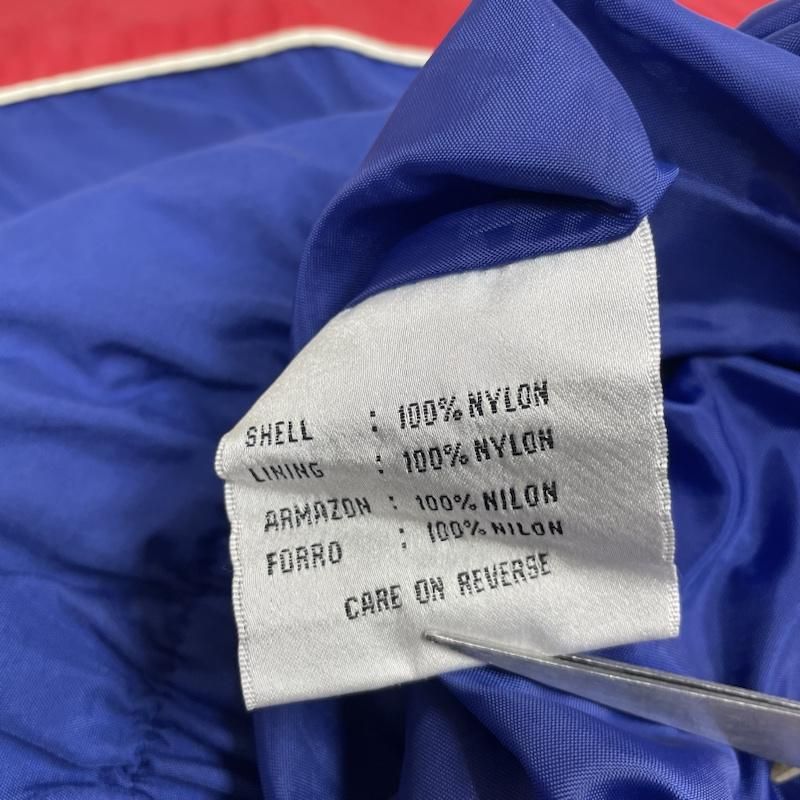 SHELL : 100% NYLON
LINING : 100% NYLON
ARMAZON : 100% NILON
FORRO : 100% NILON
CARE ON REVERSE